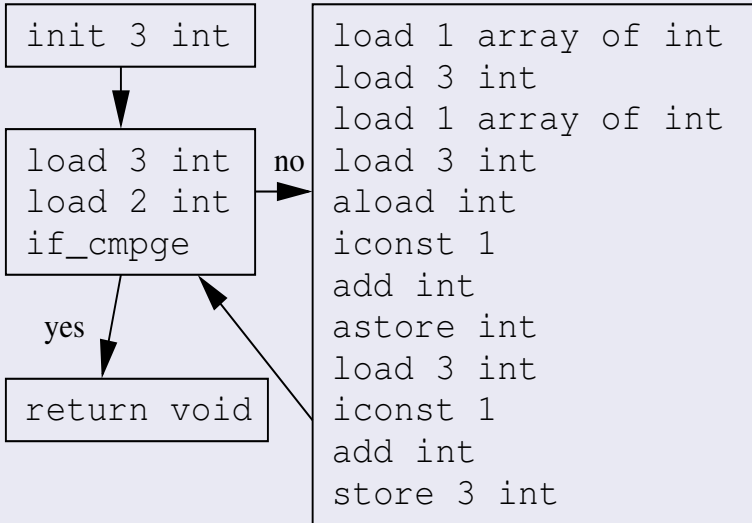 init 3 int
load 3 int
load 2 int
if_cmpge
yes
return void
no
load 1 array of int
load 3 int
load 1 array of int
load 3 int
aload int
iconst 1
add int
astore int
load 3 int
iconst 1
add int
store 3 int